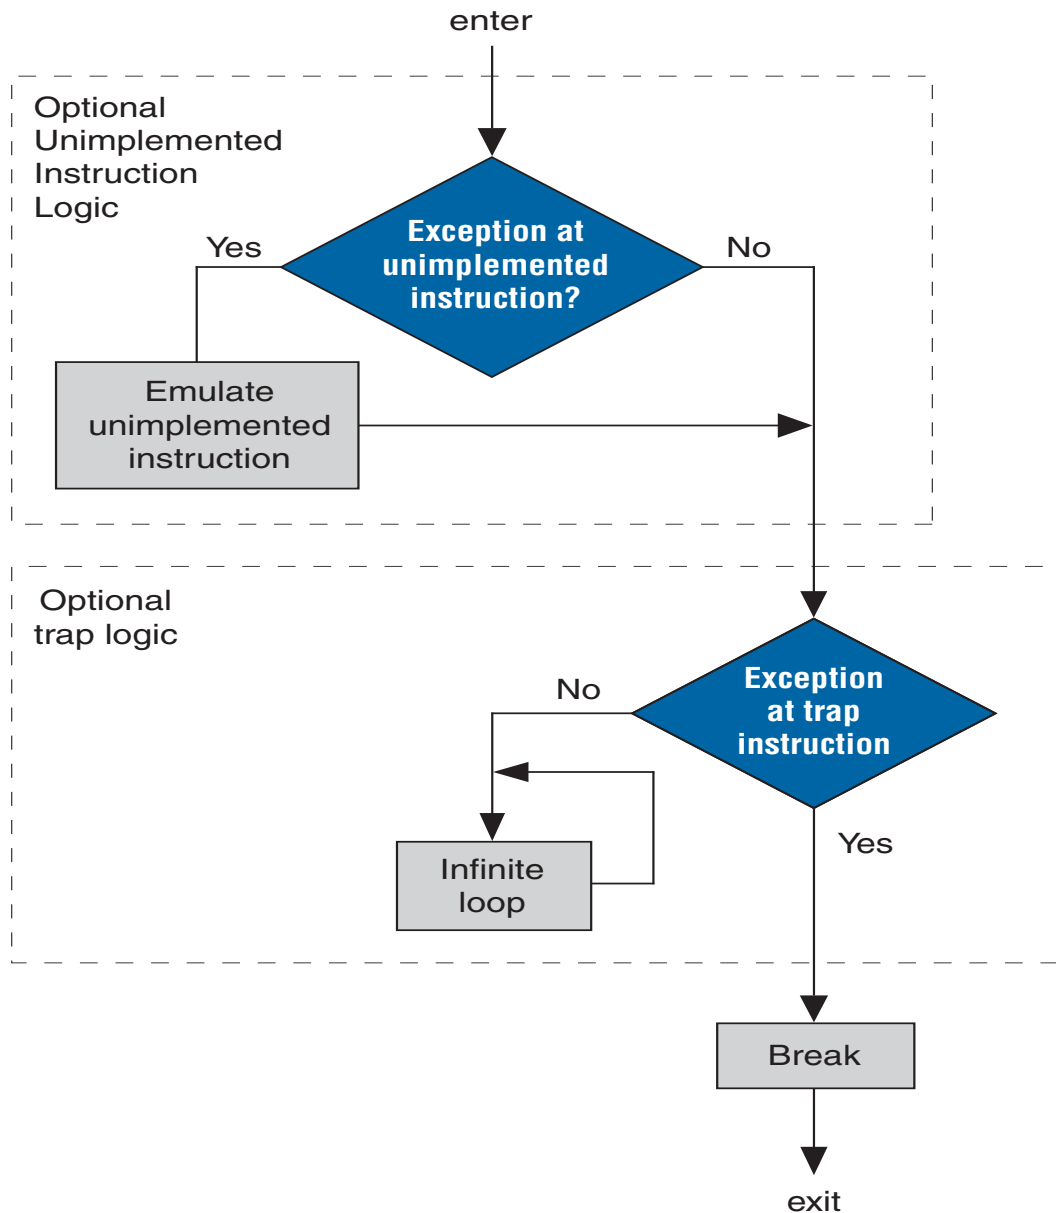 enter
Optional
Unimplemented
Instruction
Logic
Exception at
unimplemented
instruction?
Yes
No
Emulate
unimplemented
instruction
Optional
trap logic
Exception
at trap
instruction
No
Yes
Infinite
loop
Break
exit